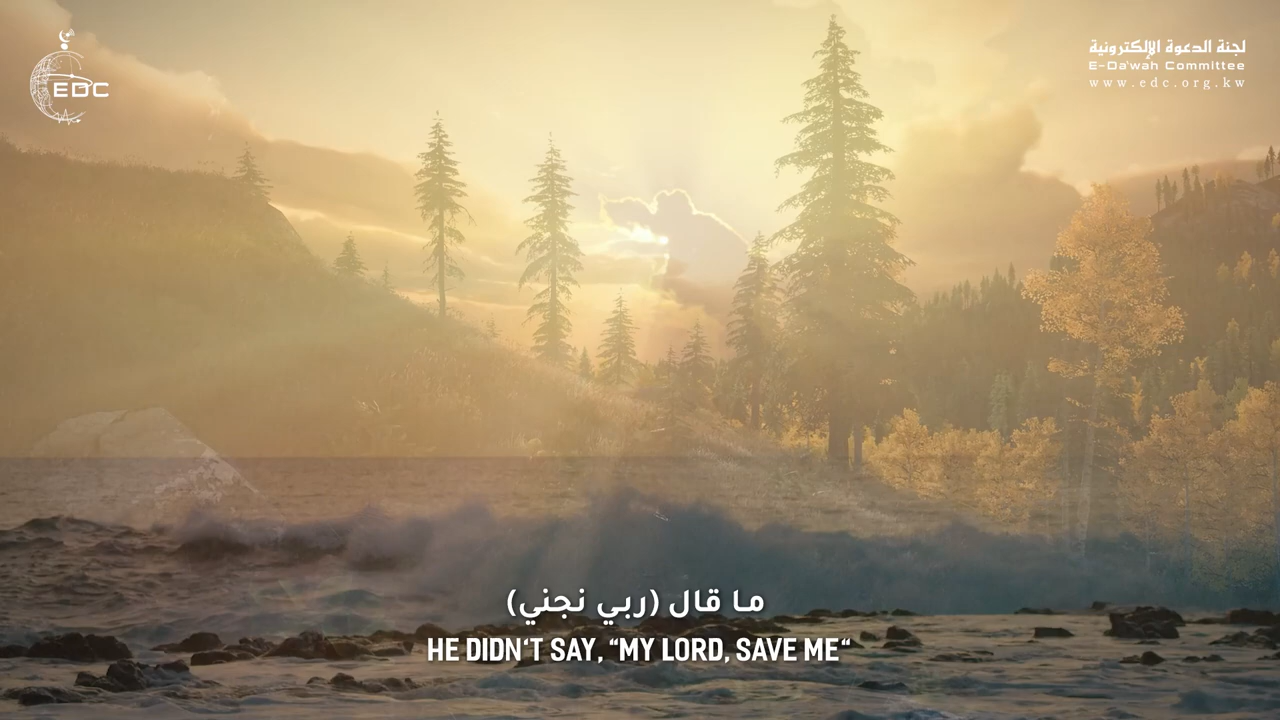 EDC
لجنة الدعوة الإلكترونية
E-Da'wah Committee
www.edc.org.kw
ما قال (ربي نجني)
HE DIDN'T SAY, "MY LORD, SAVE ME"